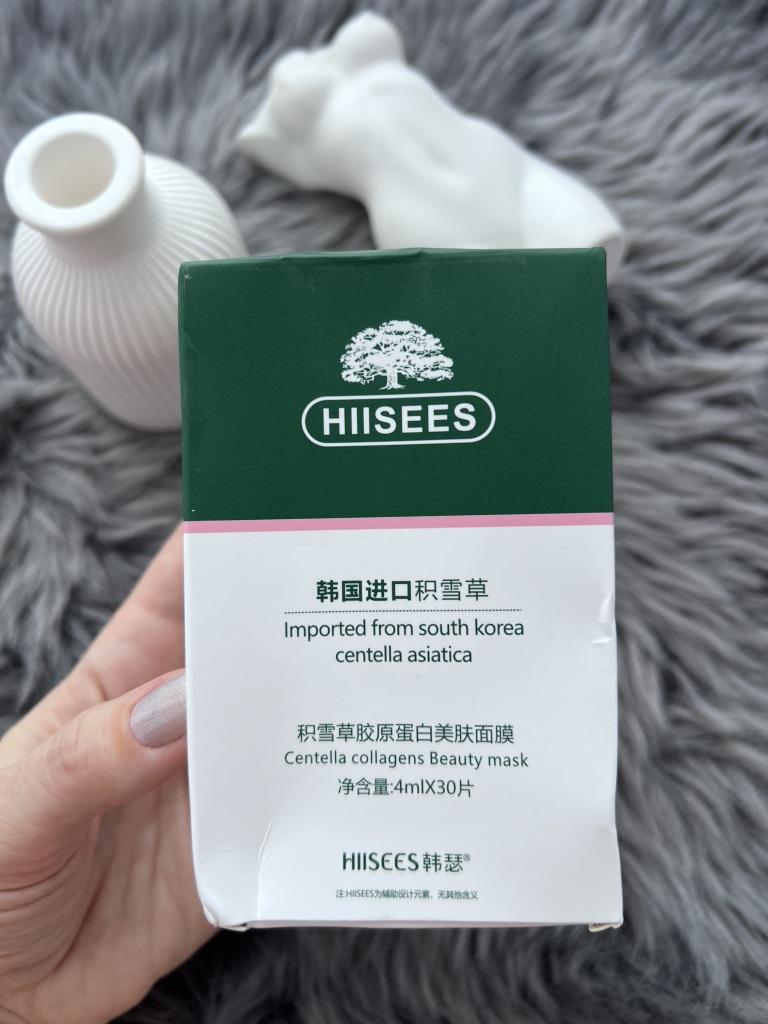 HIISEES
韩国进口积雪草
Imported from south korea
centella asiatica
积雪草胶原蛋白美肤面膜
Centella collagens Beauty mask
净含量:4mlX30片
HIISEES韩瑟®
注:HIISEES为辅助设计元素，无其他含义